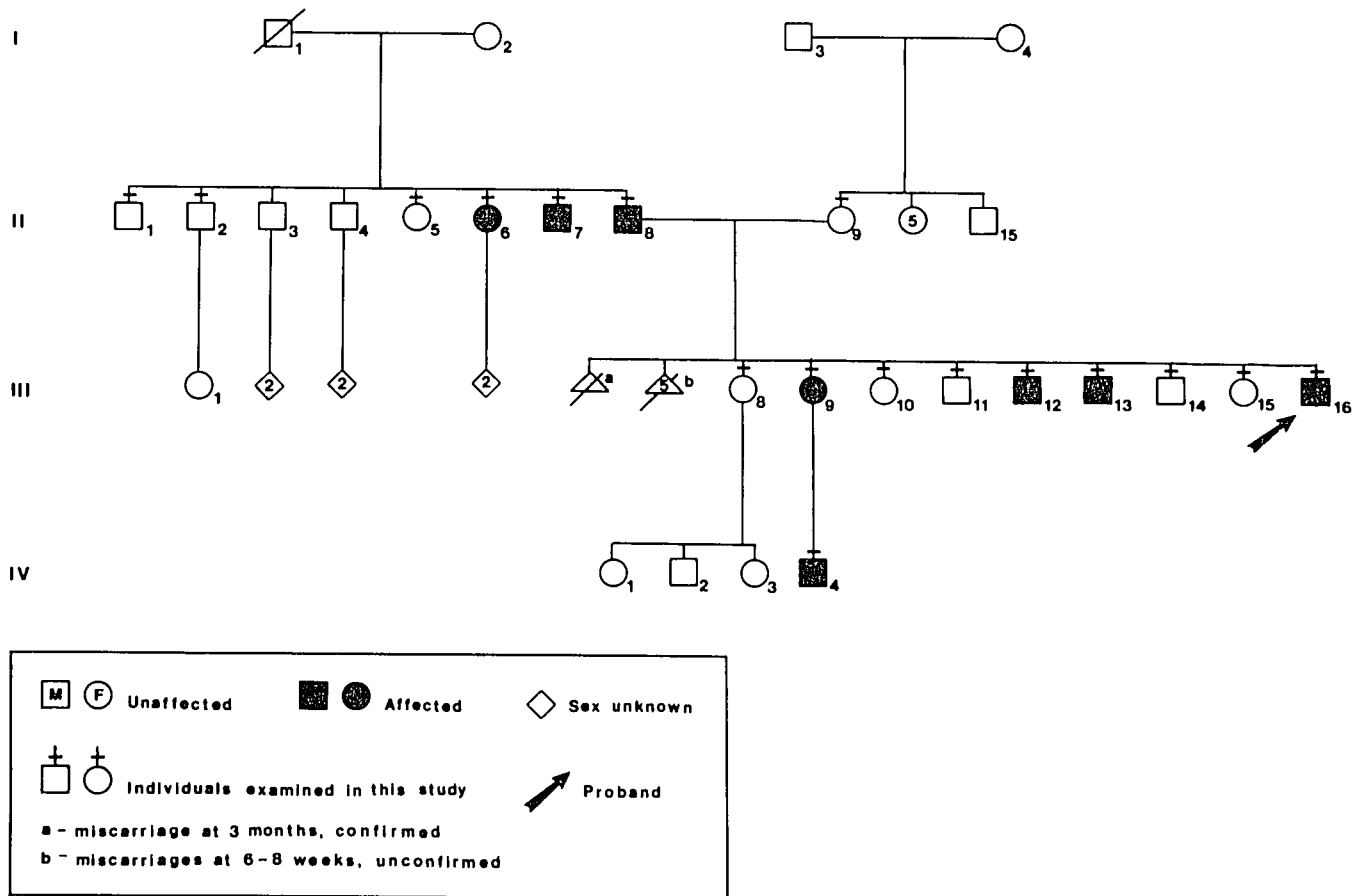 I
1 2 3 4
II
1 2 3 4 5 6 7 8 9 5 15
III
1 2 2 2 a 5 b 8 9 10 11 12 13 14 15 16
IV
1 2 3 4
M F Unaffected Affected Sex unknown
Individuals examined in this study Proband
a - miscarriage at 3 months, confirmed
b - miscarriages at 6-8 weeks, unconfirmed